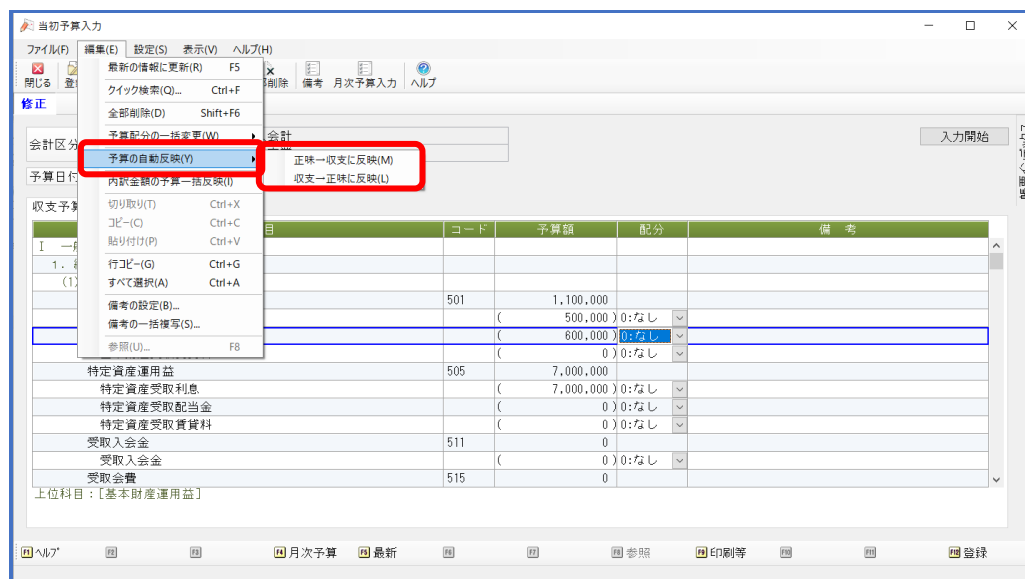 当初予算入力
ファイル(F) 編集(E) 設定(S) 表示(V) ヘルプ(H)
閉じる 登 削除 備考 月次予算入力 ヘルプ
修正
最新の情報に更新(R) F5
クイック検索(Q)... Ctrl+F
全部削除(D) Shift+F6
予算配分の一括変更(W)
予算の自動反映(Y)
正味→収支に反映(M)
収支→正味に反映(L)
内訳金額の予算一括反映(I)
切り取り(T) Ctrl+X
コピー(C) Ctrl+C
貼り付け(P) Ctrl+V
行コピー(G) Ctrl+G
すべて選択(A) Ctrl+A
備考の設定(B)...
備考の一括複写(S)...
参照(U)... F8
会計区分 会計
入力開始
予算日付
収支予算
目 コード 予算額 配分 備 考
Ⅰ 一般
1. 
(1)
501 1,100,000
( 500,000) 0:なし
( 600,000) 0:なし
( 0) 0:なし
特定資産運用益 505 7,000,000
特定資産受取利息 ( 7,000,000) 0:なし
特定資産受取配当金 ( 0) 0:なし
特定資産受取賃貸料 ( 0) 0:なし
受取入会金 511 0
受取入会金 ( 0) 0:なし
受取会費 515 0
上位科目:[基本財産運用益]
F1 ヘルプ F2 F3 F4 月次予算 F5 最新 F6 F7 F8 参照 F9 印刷等 F10 F11 F12 登録